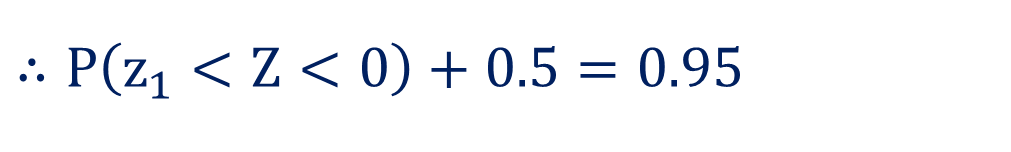 ∴ P(z₁ < Z < 0) + 0.5 = 0.95